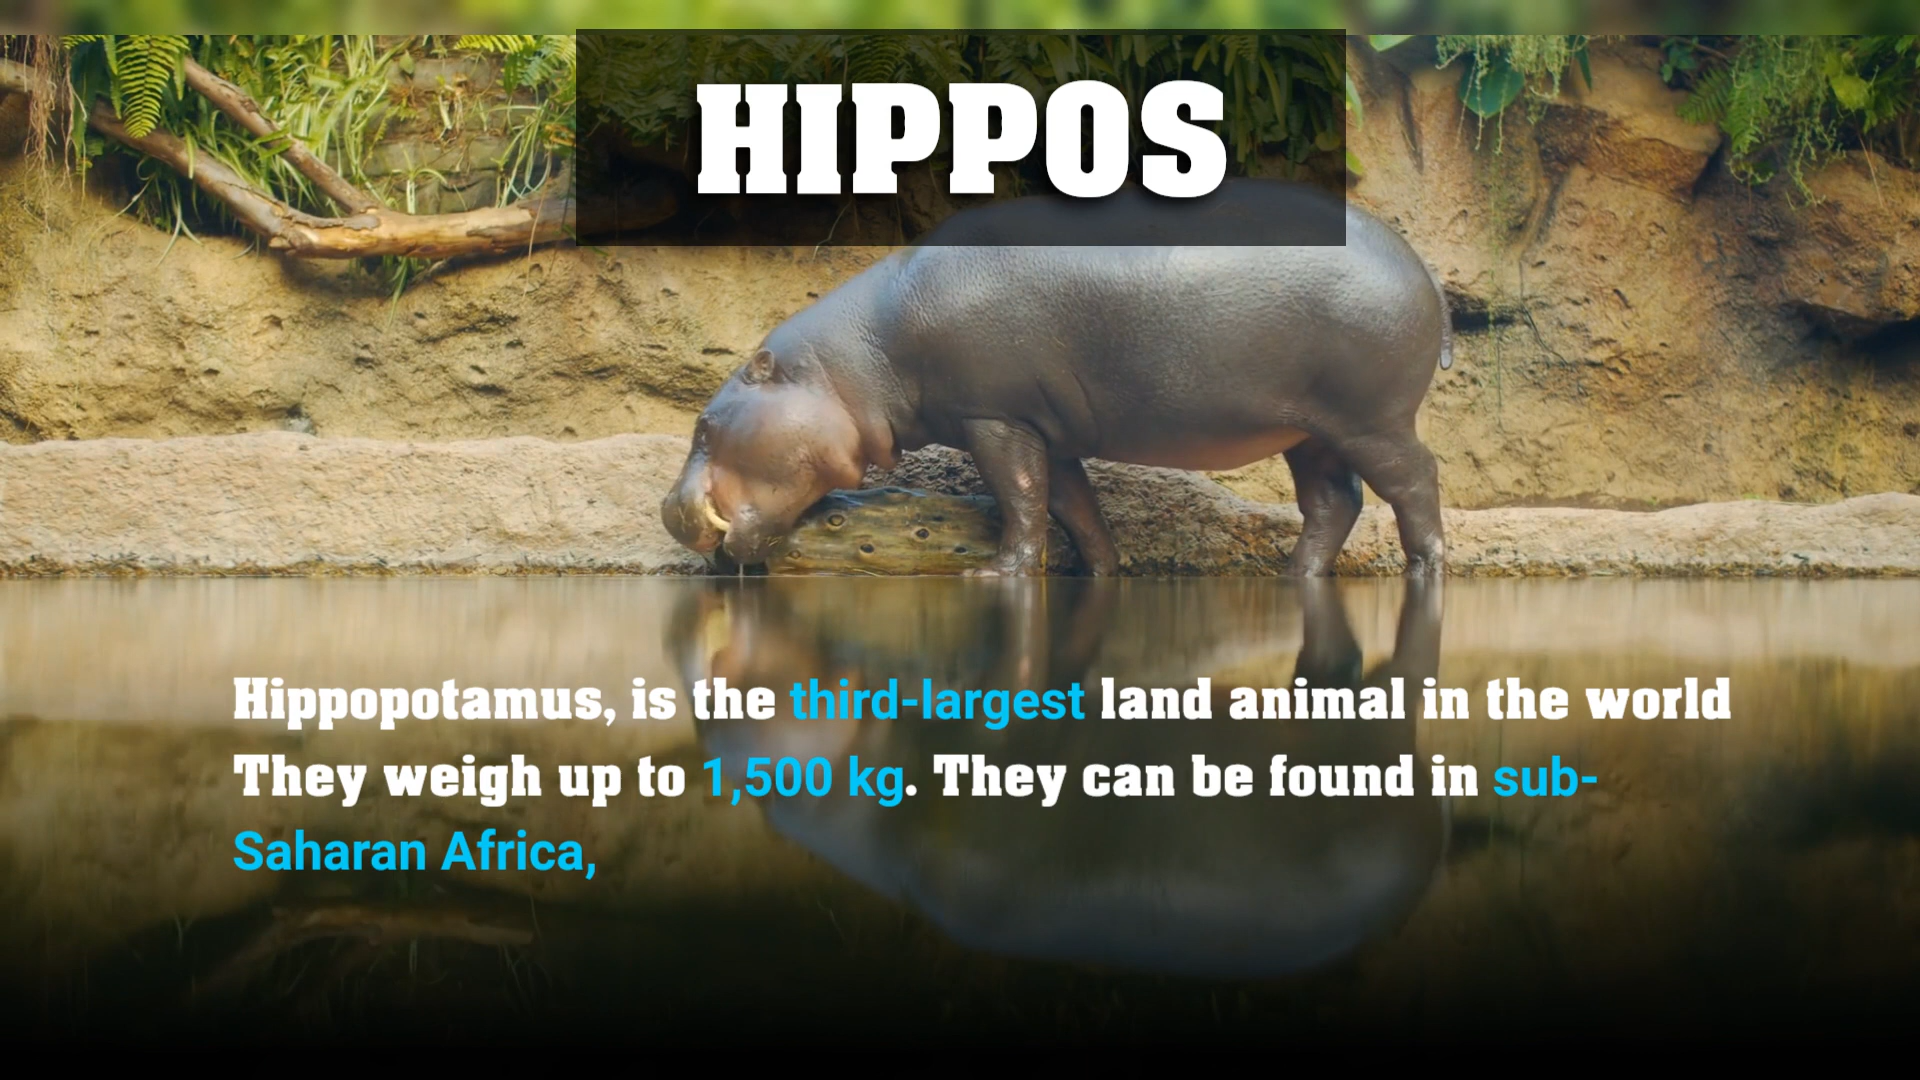 HIPPOS
Hippopotamus, is the third-largest land animal in the world
They weigh up to 1,500 kg. They can be found in sub-
Saharan Africa,